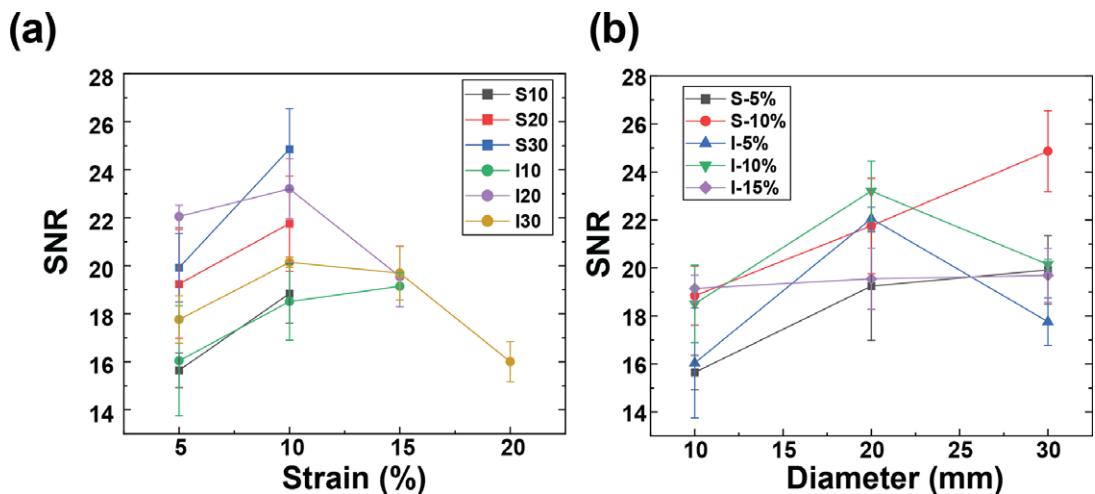 (a)
28
26
24
22
20
18
16
14
SNR
5
10
15
20
Strain (%)
S10
S20
S30
I10
I20
I30
(b)
28
26
24
22
20
18
16
14
SNR
10
15
20
25
30
Diameter (mm)
S-5%
S-10%
I-5%
I-10%
I-15%